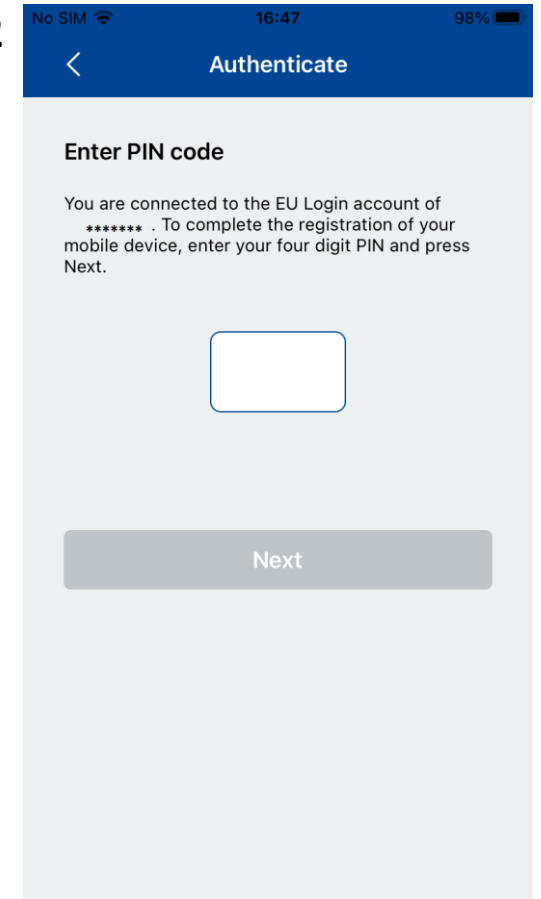 No SIM 16:47 98%
Authenticate
Enter PIN code
You are connected to the EU Login account of
******* . To complete the registration of your
mobile device, enter your four digit PIN and press
Next.
Next